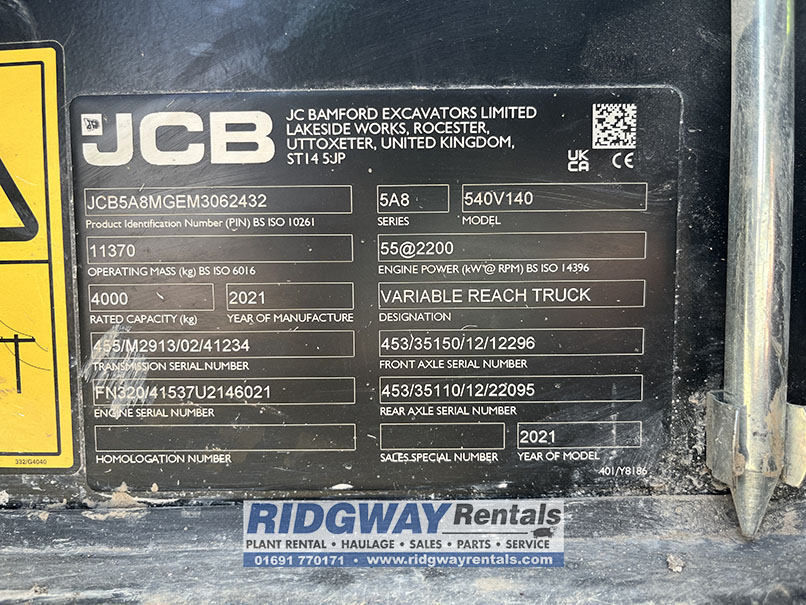 JCB
JC BAMFORD EXCAVATORS LIMITED
LAKESIDE WORKS, ROCESTER,
UTTOXETER, UNITED KINGDOM,
ST14 5JP
UK
CA
CE
JCB5A8MGEM3062432
Product Identification Number (PIN) BS ISO 10261
5A8
SERIES
540V140
MODEL
11370
OPERATING MASS (kg) BS ISO 6016
55@2200
ENGINE POWER (kW@ RPM) BS ISO 14396
4000
RATED CAPACITY (kg)
2021
YEAR OF MANUFACTURE
VARIABLE REACH TRUCK
DESIGNATION
455/M2913/02/41234
TRANSMISSION SERIAL NUMBER
453/35150/12/12296
FRONT AXLE SERIAL NUMBER
FN320/41537U2146021
ENGINE SERIAL NUMBER
453/35110/12/22095
REAR AXLE SERIAL NUMBER
HOMOLOGATION NUMBER
SALES SPECIAL NUMBER
2021
YEAR OF MODEL
401/Y8186
332/G4040
RIDGWAY Rentals
PLANT RENTAL • HAULAGE • SALES • PARTS • SERVICE
01691 770171 • www.ridgwayrentals.com